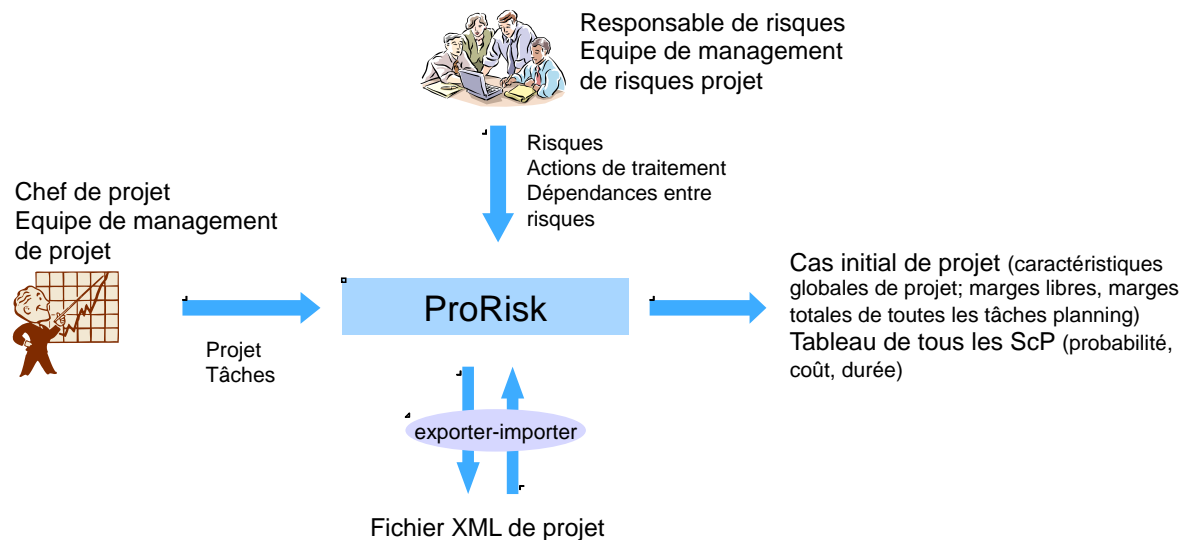 Responsable de risques
Equipe de management
de risques projet
Risques
Actions de traitement
Dépendances entre
risques
Chef de projet
Equipe de management
de projet
Projet
Tâches
ProRisk
Cas initial de projet (caractéristiques
globales de projet; marges libres, marges
totales de toutes les tâches planning)
Tableau de tous les ScP (probabilité,
coût, durée)
exporter-importer
Fichier XML de projet